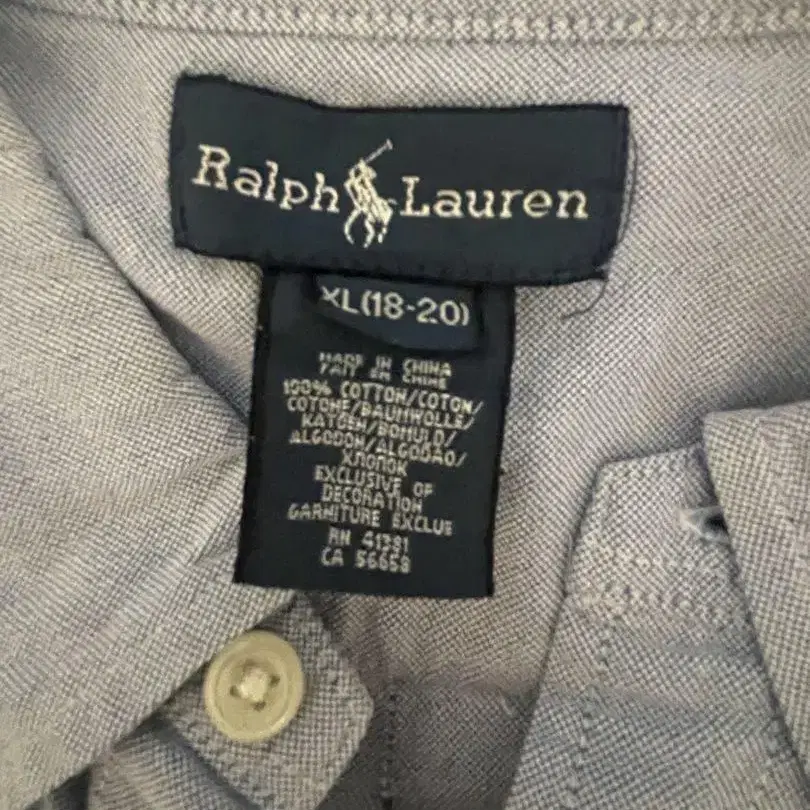 Ralph Lauren
XL(18-20)
MADE IN CHINA
FAIT EN CHINE
100% COTTON/COTON/
COTONE/BAUMWOLLE/
KATOEN/BOMULD/
ALGODON/ALGODAO/
ХЛОПОК
EXCLUSIVE OF
DECORATION
GARNITURE EXCLUE
RN 41381
CA 56658